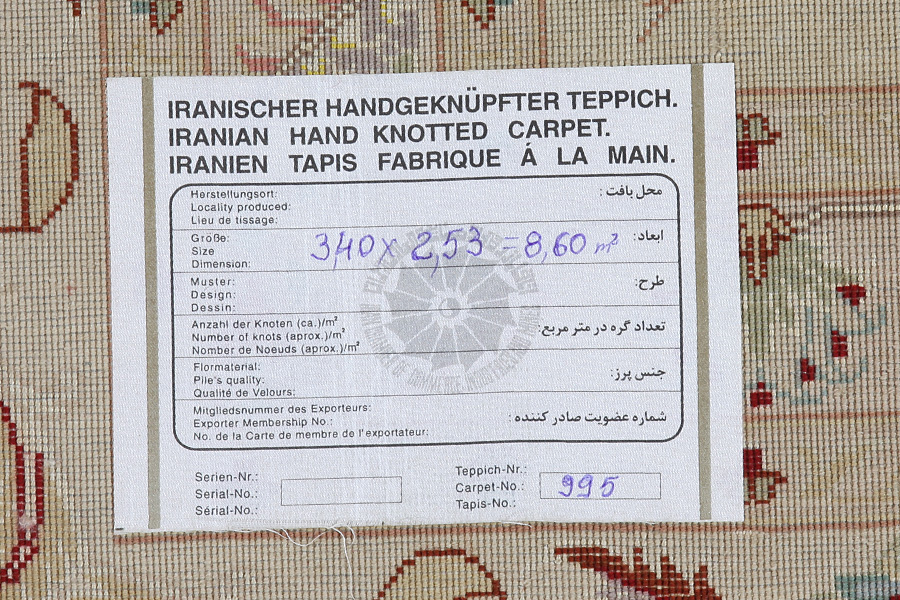 IRANISCHER HANDGEKNÜPFTER TEPPICH.
IRANIAN HAND KNOTTED CARPET.
IRANIEN TAPIS FABRIQUE Á LA MAIN.
Herstellungsort:
Locality produced:
Lieu de tissage:
محل بافت :
Größe:
Size
Dimension:
3,40 x 2,53 = 8,60 m²
ابعاد:
Muster:
Design:
Dessin:
طرح:
Anzahl der Knoten (ca.)/m²
Number of knots (aprox.)/m²
Nomber de Noeuds (aprox.)/m²
تعداد گره در متر مربع:
Flormaterial:
Pile's quality:
Qualité de Velours:
جنس پرز:
Mitgliedsnummer des Exporteurs:
Exporter Membership No.:
No. de la Carte de membre de l'exportateur:
شماره عضویت صادر کننده :
Serien-Nr.:
Serial-No.:
Sérial-No.:
Teppich-Nr.:
Carpet-No.:
Tapis-No.:
995